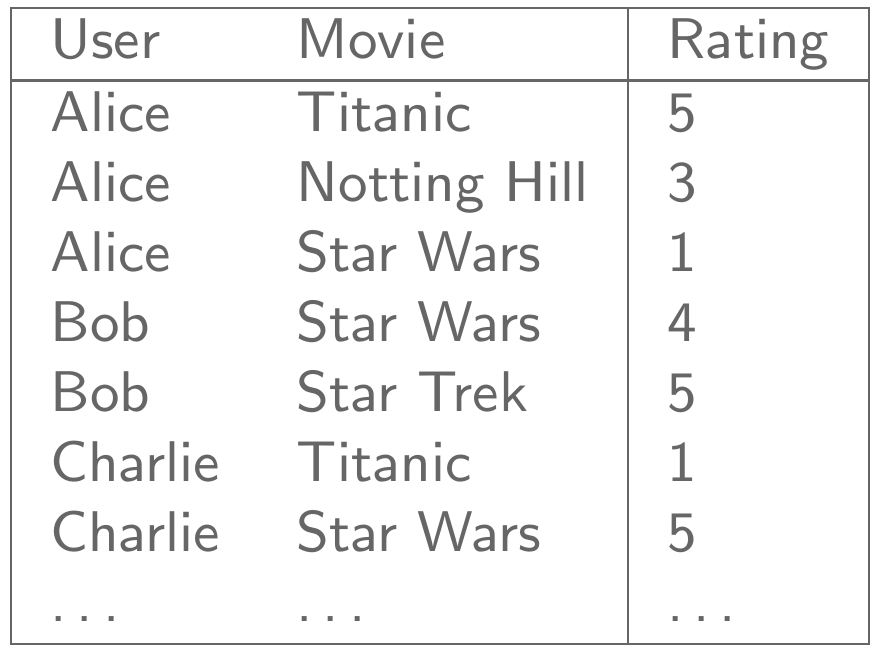 User Movie Rating
Alice Titanic 5
Alice Notting Hill 3
Alice Star Wars 1
Bob Star Wars 4
Bob Star Trek 5
Charlie Titanic 1
Charlie Star Wars 5
. . . . . . . . .